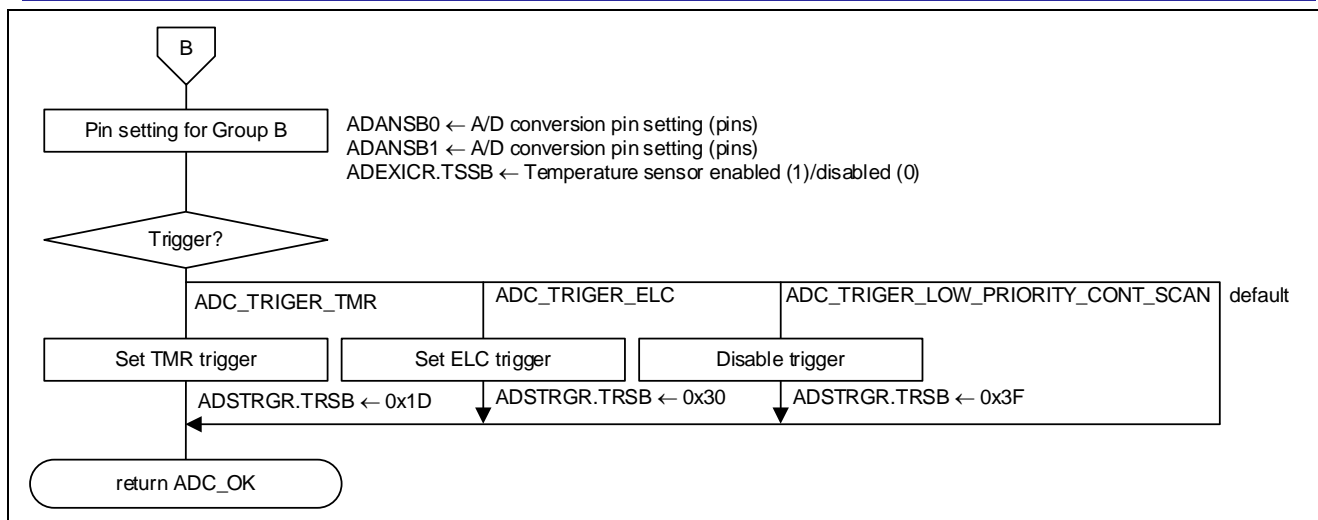 B
Pin setting for Group B
ADANSB0 ← A/D conversion pin setting (pins)
ADANSB1 ← A/D conversion pin setting (pins)
ADEXICR.TSSB ← Temperature sensor enabled (1)/disabled (0)
Trigger?
ADC_TRIGER_TMR
ADC_TRIGER_ELC
ADC_TRIGER_LOW_PRIORITY_CONT_SCAN
default
Set TMR trigger
Set ELC trigger
Disable trigger
ADSTRGR.TRSB ← 0x1D
ADSTRGR.TRSB ← 0x30
ADSTRGR.TRSB ← 0x3F
return ADC_OK